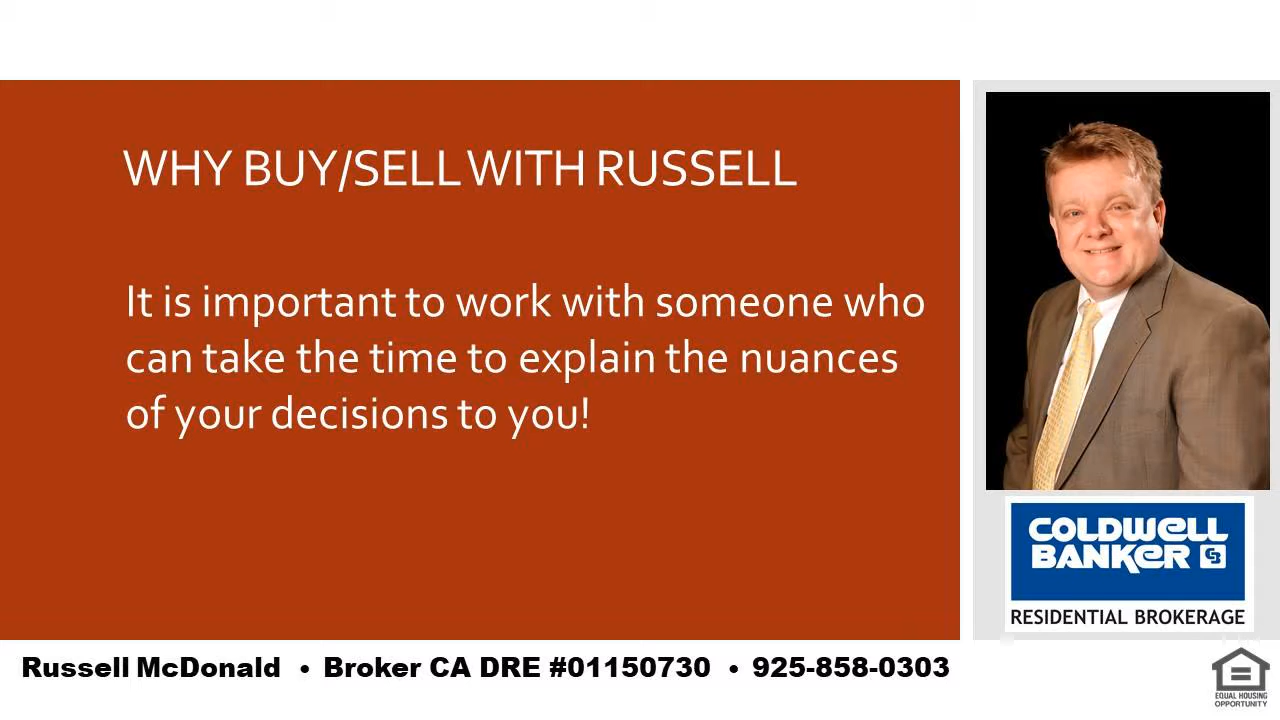 WHY BUY/SELL WITH RUSSELL
It is important to work with someone who
can take the time to explain the nuances
of your decisions to you!
COLDWELL
BANKER CB
RESIDENTIAL BROKERAGE
Russell McDonald • Broker CA DRE #01150730 • 925-858-0303
EQUAL HOUSING
OPPORTUNITY